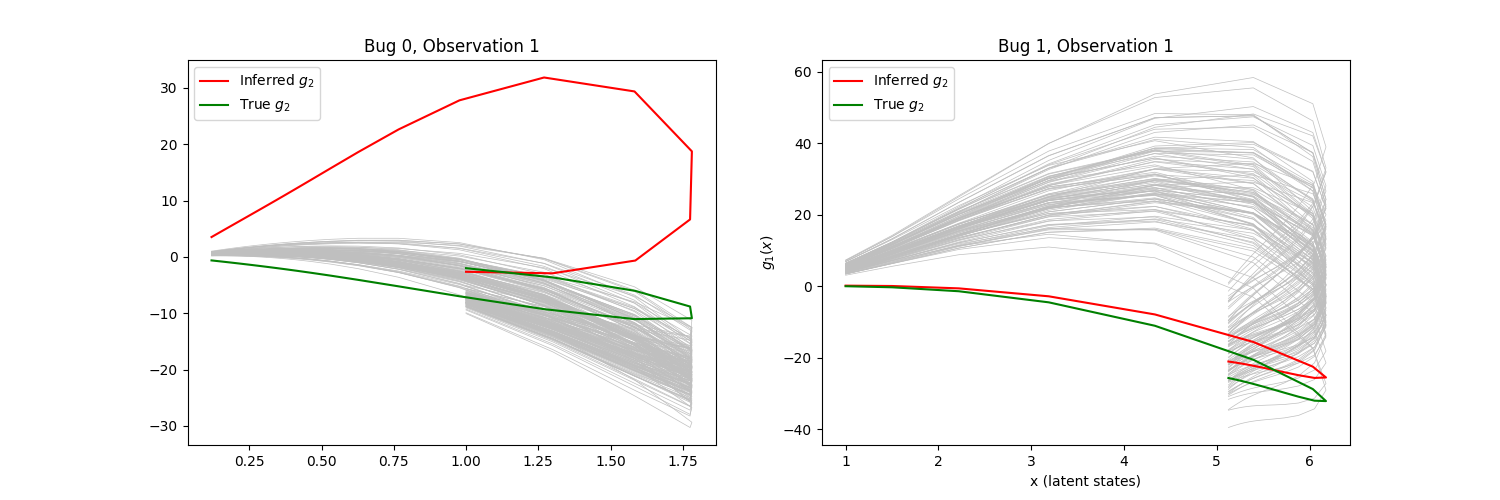 Bug 0, Observation 1
Inferred g₂
True g₂
30
20
10
0
−10
−20
−30
0.25 0.50 0.75 1.00 1.25 1.50 1.75
Bug 1, Observation 1
Inferred g₂
True g₂
g₁(x)
60
40
20
0
−20
−40
1 2 3 4 5 6
x (latent states)